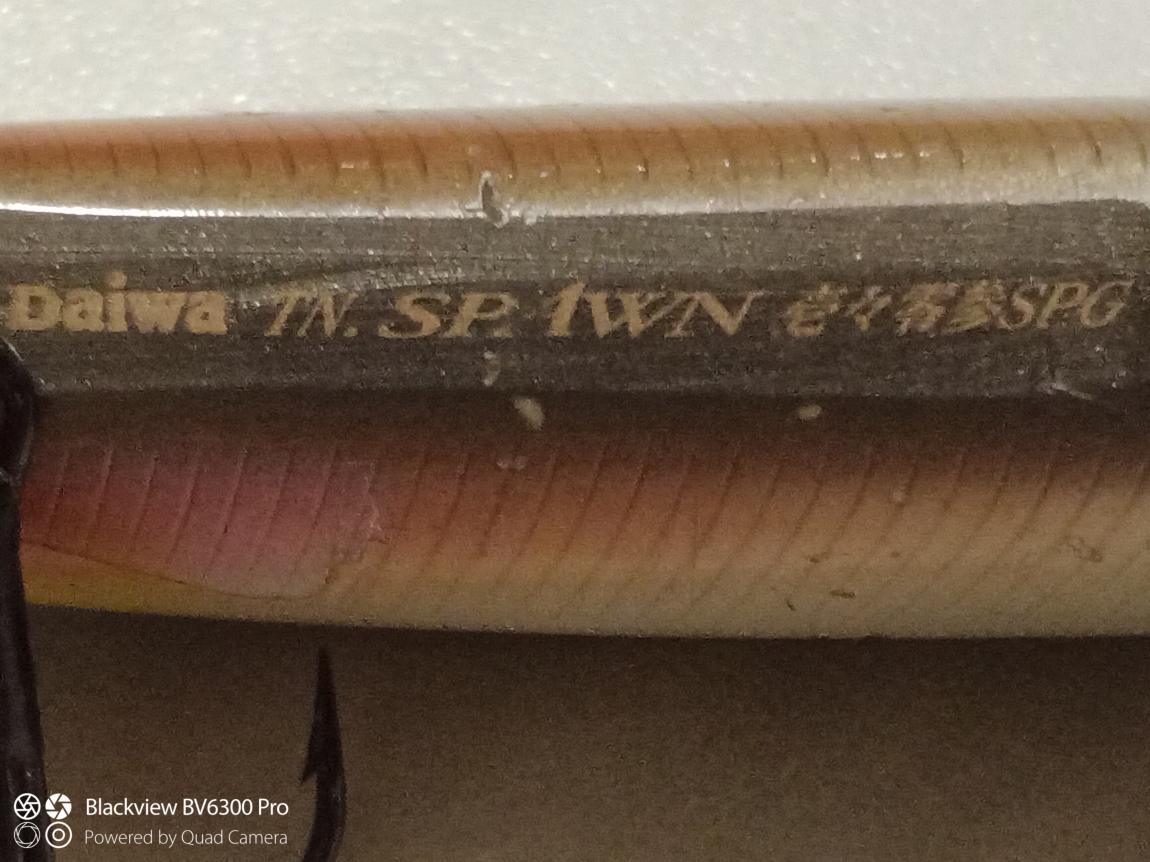 Daiwa TN. SP. 1WN SPG
Blackview BV6300 Pro
Powered by Quad Camera